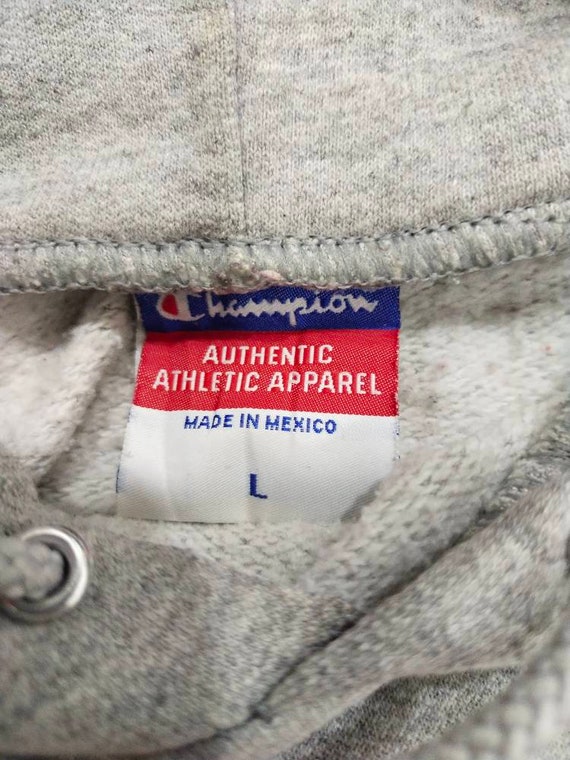 Champion
AUTHENTIC
ATHLETIC APPAREL
MADE IN MEXICO
L